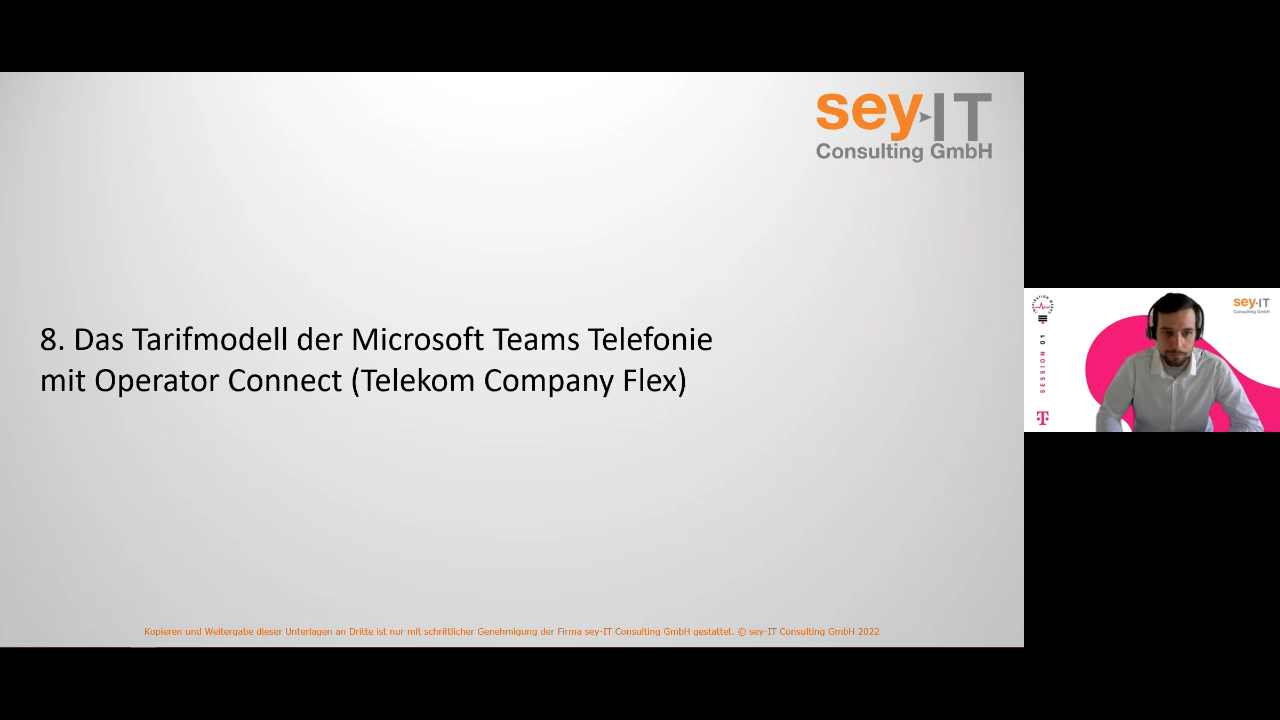 sey IT
Consulting GmbH
8. Das Tarifmodell der Microsoft Teams Telefonie
mit Operator Connect (Telekom Company Flex)
Kopieren und Weitergabe dieser Unterlagen an Dritte ist nur mit schriftlicher Genehmigung der Firma sey-IT Consulting GmbH gestattet. © sey-IT Consulting GmbH 2022
SESSION 01
T
sey IT
Consulting GmbH